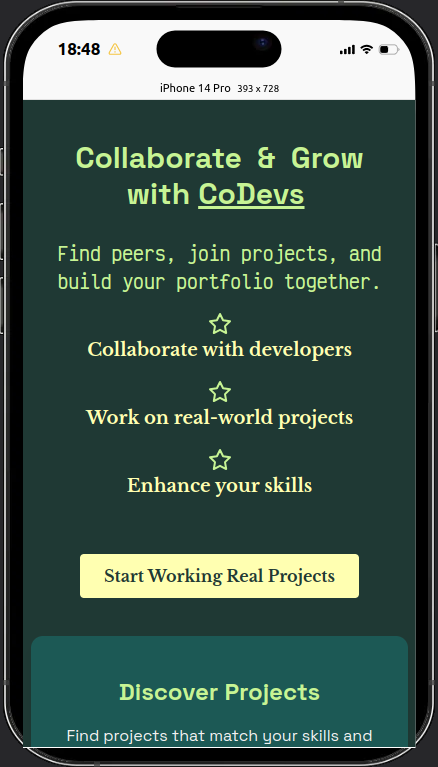 18:48
iPhone 14 Pro 393 x 728
Collaborate & Grow
with CoDevs
Find peers, join projects, and
build your portfolio together.
Collaborate with developers
Work on real-world projects
Enhance your skills
Start Working Real Projects
Discover Projects
Find projects that match your skills and